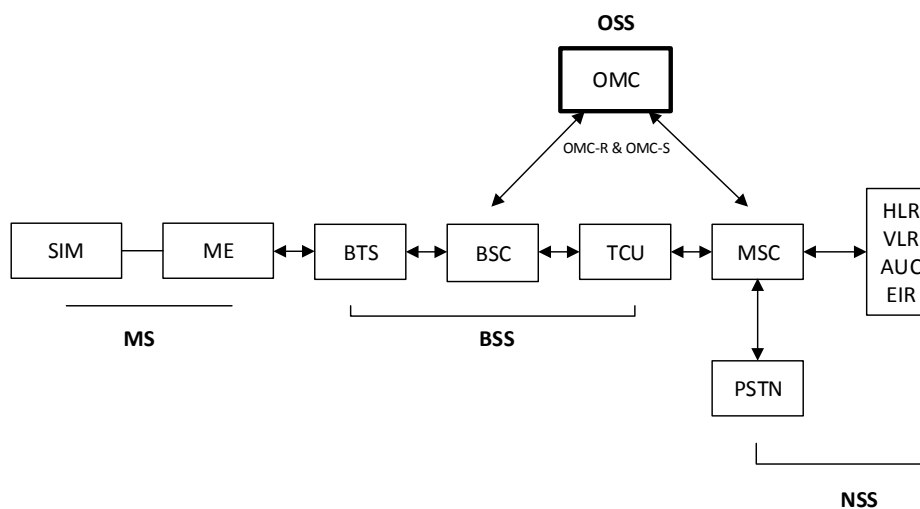 OSS
OMC
OMC-R & OMC-S
SIM
ME
BTS
BSC
TCU
MSC
HLR
VLR
AUC
EIR
MS
BSS
PSTN
NSS